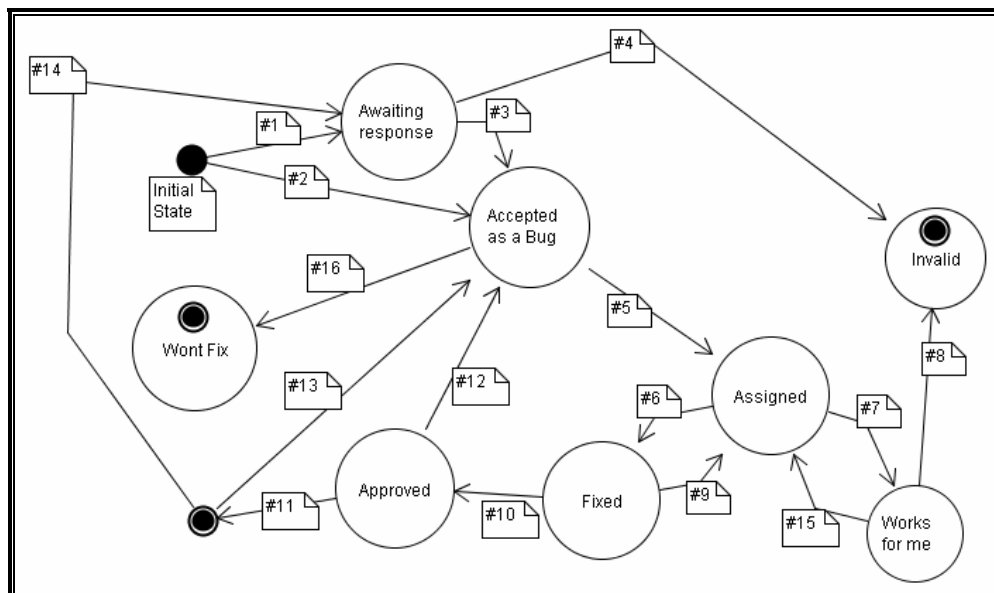 #14
#4
Awaiting
response
#3
#1
#2
Initial
State
Accepted
as a Bug
Invalid
#16
#5
Wont Fix
#8
#13
#12
#6
Assigned
#7
Approved
#11
#10
Fixed
#9
#15
Works
for me